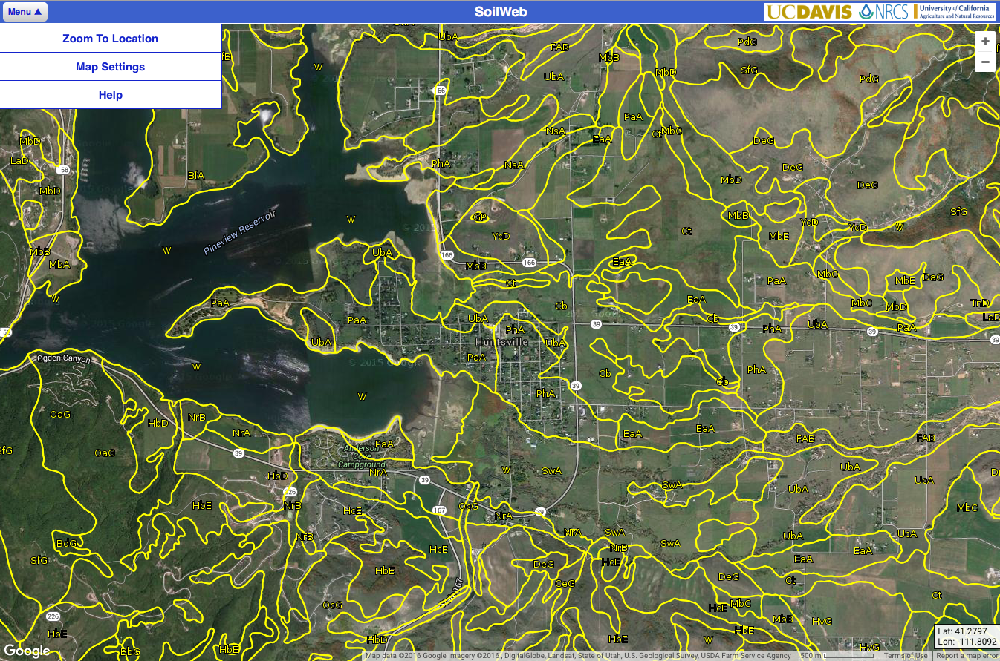 Menu ▲
SoilWeb
UCDAVIS NRCS University of California
Agriculture and Natural Resources
Zoom To Location
Map Settings
Help
+
−
UbA
FAB
PdG
fB
W
MbB
MbD
SfG
PdG
UbA
66
PaA
NsA
EaA
Ct
MbC
DeG
MbD
LaD
158
PhA
NsA
DeG
BfA
MbD
DeG
MbD
SfG
GP
MbB
YcD
YcD
W
W
Pineview Reservoir
YcD
Ct
MbE
W
MbB
MbA
UbA
166
166
MbB
EaA
MbC
PaA
MbE
DaG
Ct
W
PaA
Cb
EaA
MbC
MbD
TnD
PaA
UbA
PhA
39
Cb
39
PhA
UbA
PaA
39
LaD
39
UbA
Huntsville
UbA
Ogden Canyon
W
PaA
Cb
PhA
Cb
W
PhA
39
OaG
HbD
NrB
NrA
EaA
EaA
FAB
FAB
SfG
OaG
39
PaA
Anderson
Cove
Campground
NrA
HbD
W
SwA
UbA
UcA
226
39
SwA
UbA
HbE
NrB
HcE
167
OcG
NrA
39
MbC
BdG
NrB
NrA
SwA
SwA
UbA
UcA
SfG
HcE
NrB
HcE
EaA
EaA
HbE
DeG
CeG
DeG
Ct
Ct
OcG
HcE
MbC
226
MbB
HvG
HbE
HbD
HbE
W
HbE
BbG
HbE
HvG
Lat: 41.2797
Lon: -111.8092
Google
Map data ©2016 Google Imagery ©2016 , DigitalGlobe, Landsat, State of Utah, U.S. Geological Survey, USDA Farm Service Agency
500 m
Terms of Use
Report a map error